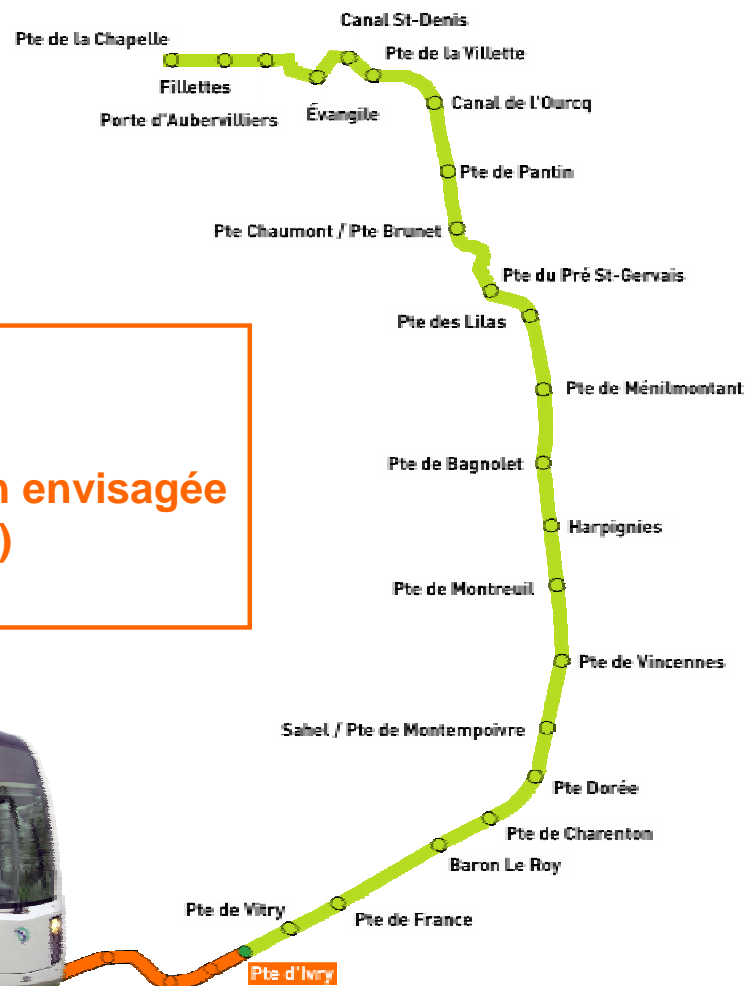 Canal St-Denis
Pte de la Chapelle
Pte de la Villette
Fillettes
Évangile
Porte d'Aubervilliers
Canal de l'Ourcq
Pte de Pantin
Pte Chaumont / Pte Brunet
Pte du Pré St-Gervais
Pte des Lilas
Pte de Ménilmontant
Pte de Bagnolet
n envisagée
)
Harpignies
Pte de Montreuil
Pte de Vincennes
Sahel / Pte de Montempoivre
Pte Dorée
Pte de Charenton
Baron Le Roy
Pte de Vitry
Pte de France
Pte d'Ivry